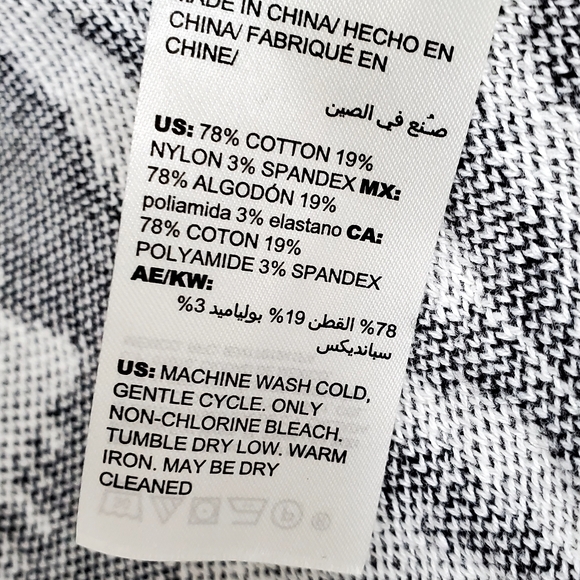 MADE IN CHINA/ HECHO EN
CHINA/ FABRIQUÉ EN
CHINE/
صُنع في الصين
US: 78% COTTON 19%
NYLON 3% SPANDEX MX:
78% ALGODÓN 19%
poliamida 3% elastano CA:
78% COTON 19%
POLYAMIDE 3% SPANDEX
AE/KW:
78% القطن 19% بولياميد 3%
سبانديكس
US: MACHINE WASH COLD,
GENTLE CYCLE. ONLY
NON-CHLORINE BLEACH.
TUMBLE DRY LOW. WARM
IRON. MAY BE DRY
CLEANED